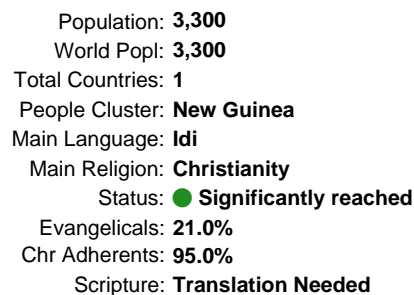 Population: 3,300
World Popl: 3,300
Total Countries: 1
People Cluster: New Guinea
Main Language: Idi
Main Religion: Christianity
Status: Significantly reached
Evangelicals: 21.0%
Chr Adherents: 95.0%
Scripture: Translation Needed